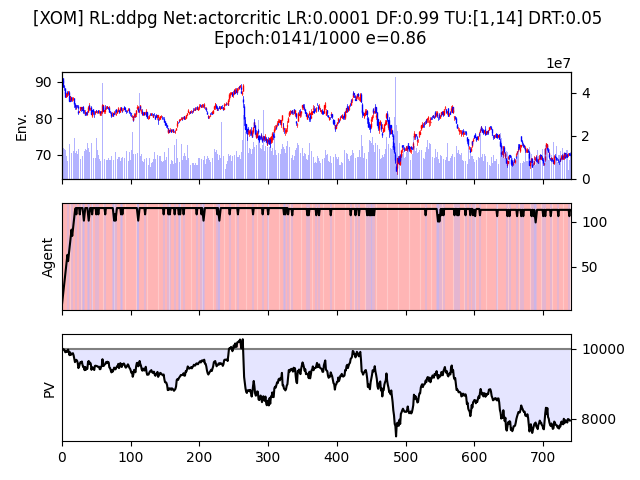 [XOM] RL:ddpg Net:actorcritic LR:0.0001 DF:0.99 TU:[1,14] DRT:0.05
Epoch:0141/1000 e=0.86
1e7
90
80
70
Env.
4
2
0
Agent
100
50
PV
10000
8000
0 100 200 300 400 500 600 700